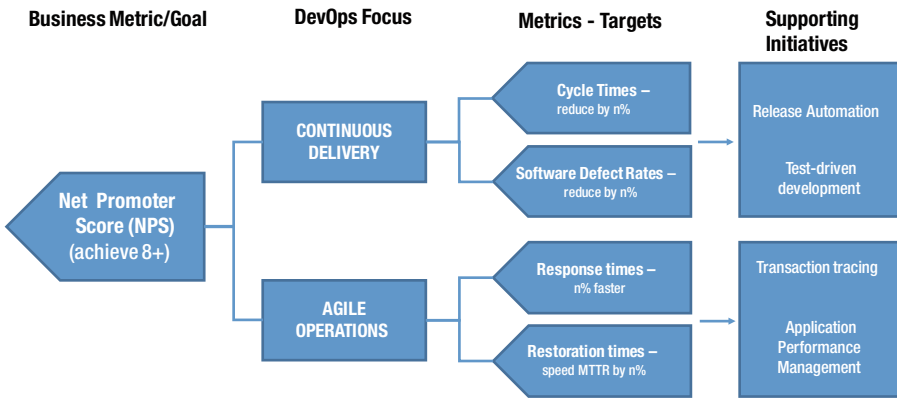 Business Metric/Goal
DevOps Focus
Metrics - Targets
Supporting
Initiatives
Net Promoter
Score (NPS)
(achieve 8+)
CONTINUOUS
DELIVERY
AGILE
OPERATIONS
Cycle Times –
reduce by n%
Software Defect Rates –
reduce by n%
Response times –
n% faster
Restoration times –
speed MTTR by n%
Release Automation
Test-driven
development
Transaction tracing
Application
Performance
Management